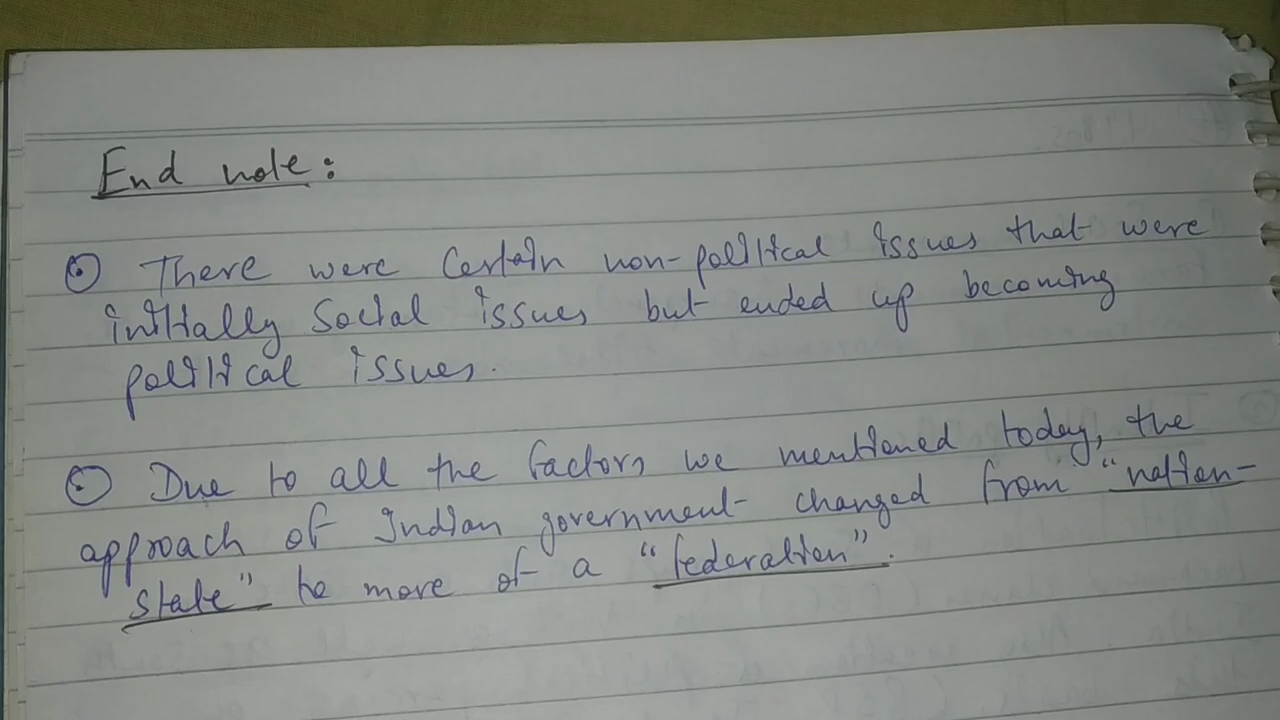 End note:
⊙ There were certain non-political issues that were
initially social issues but ended up becoming
political issues.
⊙ Due to all the factors we mentioned today, the
approach of Indian government changed from "nation-
state" to more of a "federation".